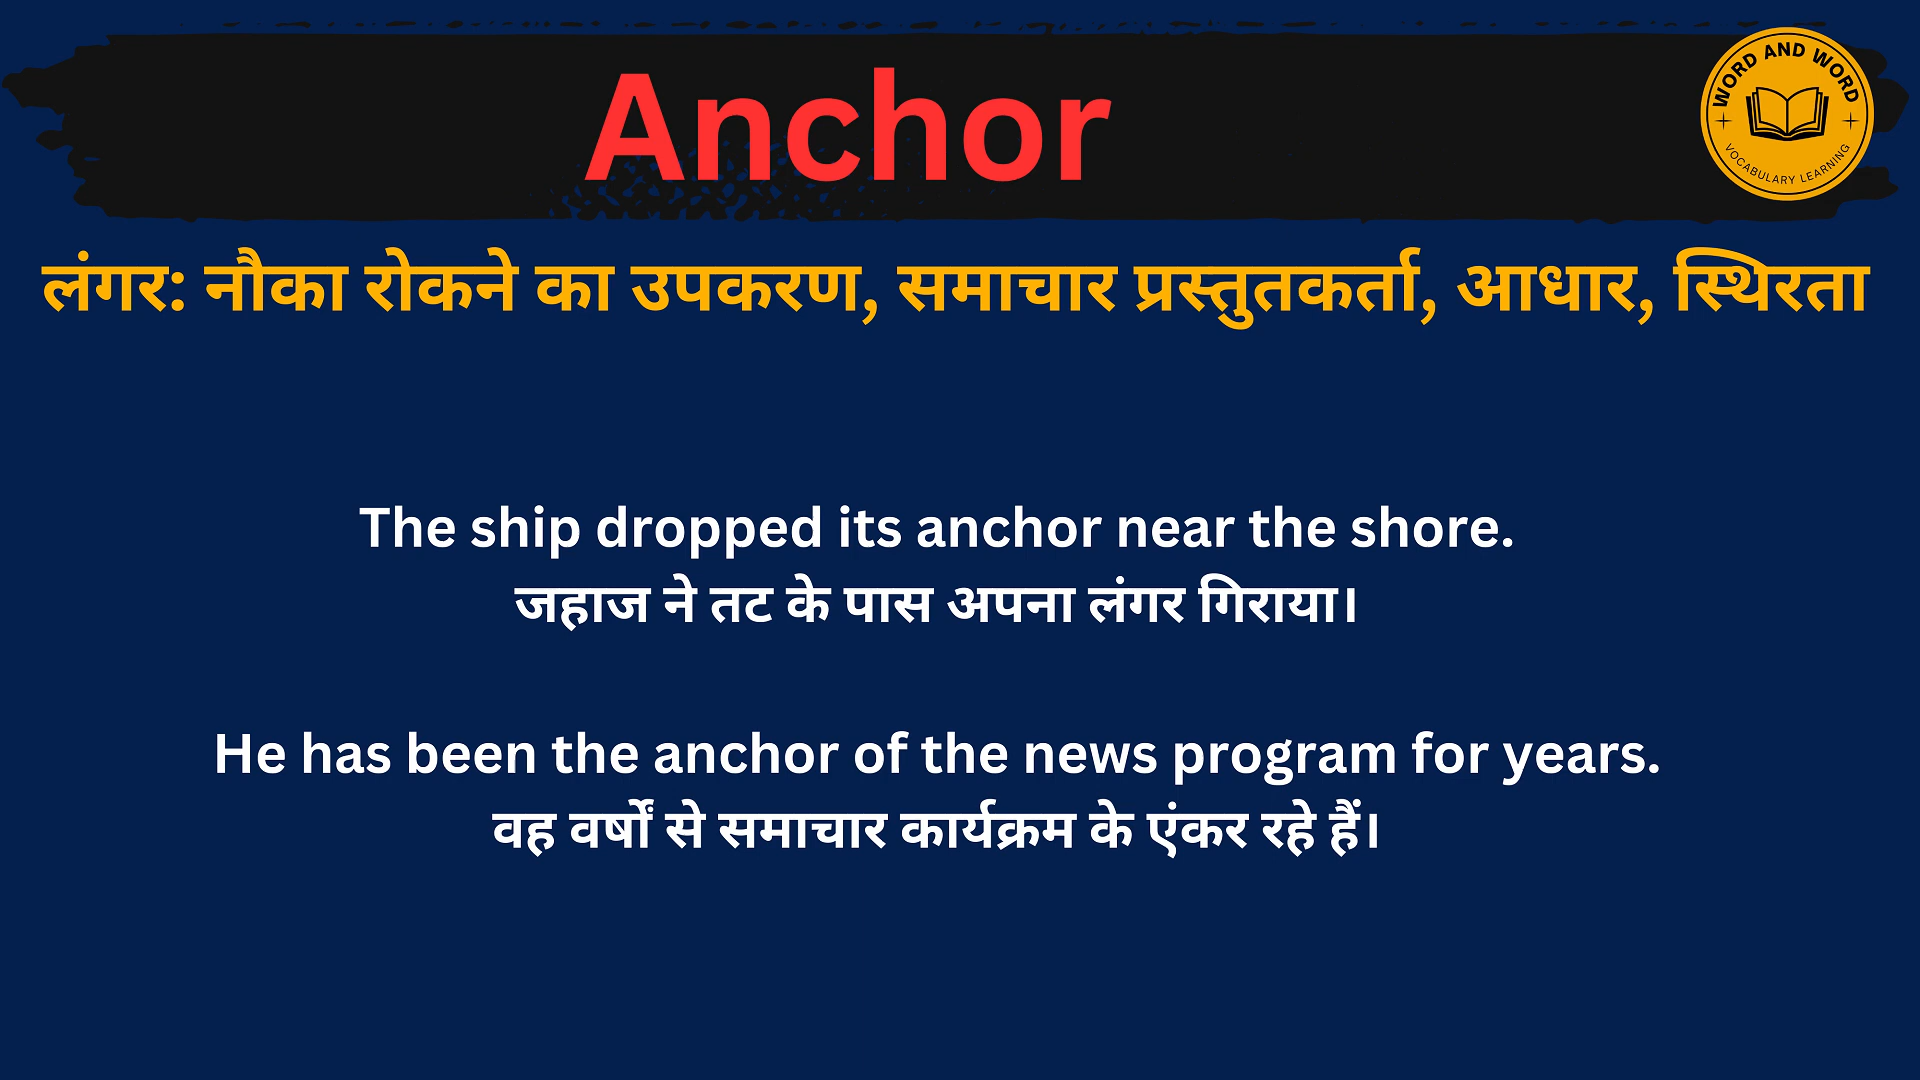 Anchor
WORD AND WORD
VOCABULARY LEARNING
लंगर: नौका रोकने का उपकरण, समाचार प्रस्तुतकर्ता, आधार, स्थिरता
The ship dropped its anchor near the shore.
जहाज ने तट के पास अपना लंगर गिराया।
He has been the anchor of the news program for years.
वह वर्षों से समाचार कार्यक्रम के एंकर रहे हैं।